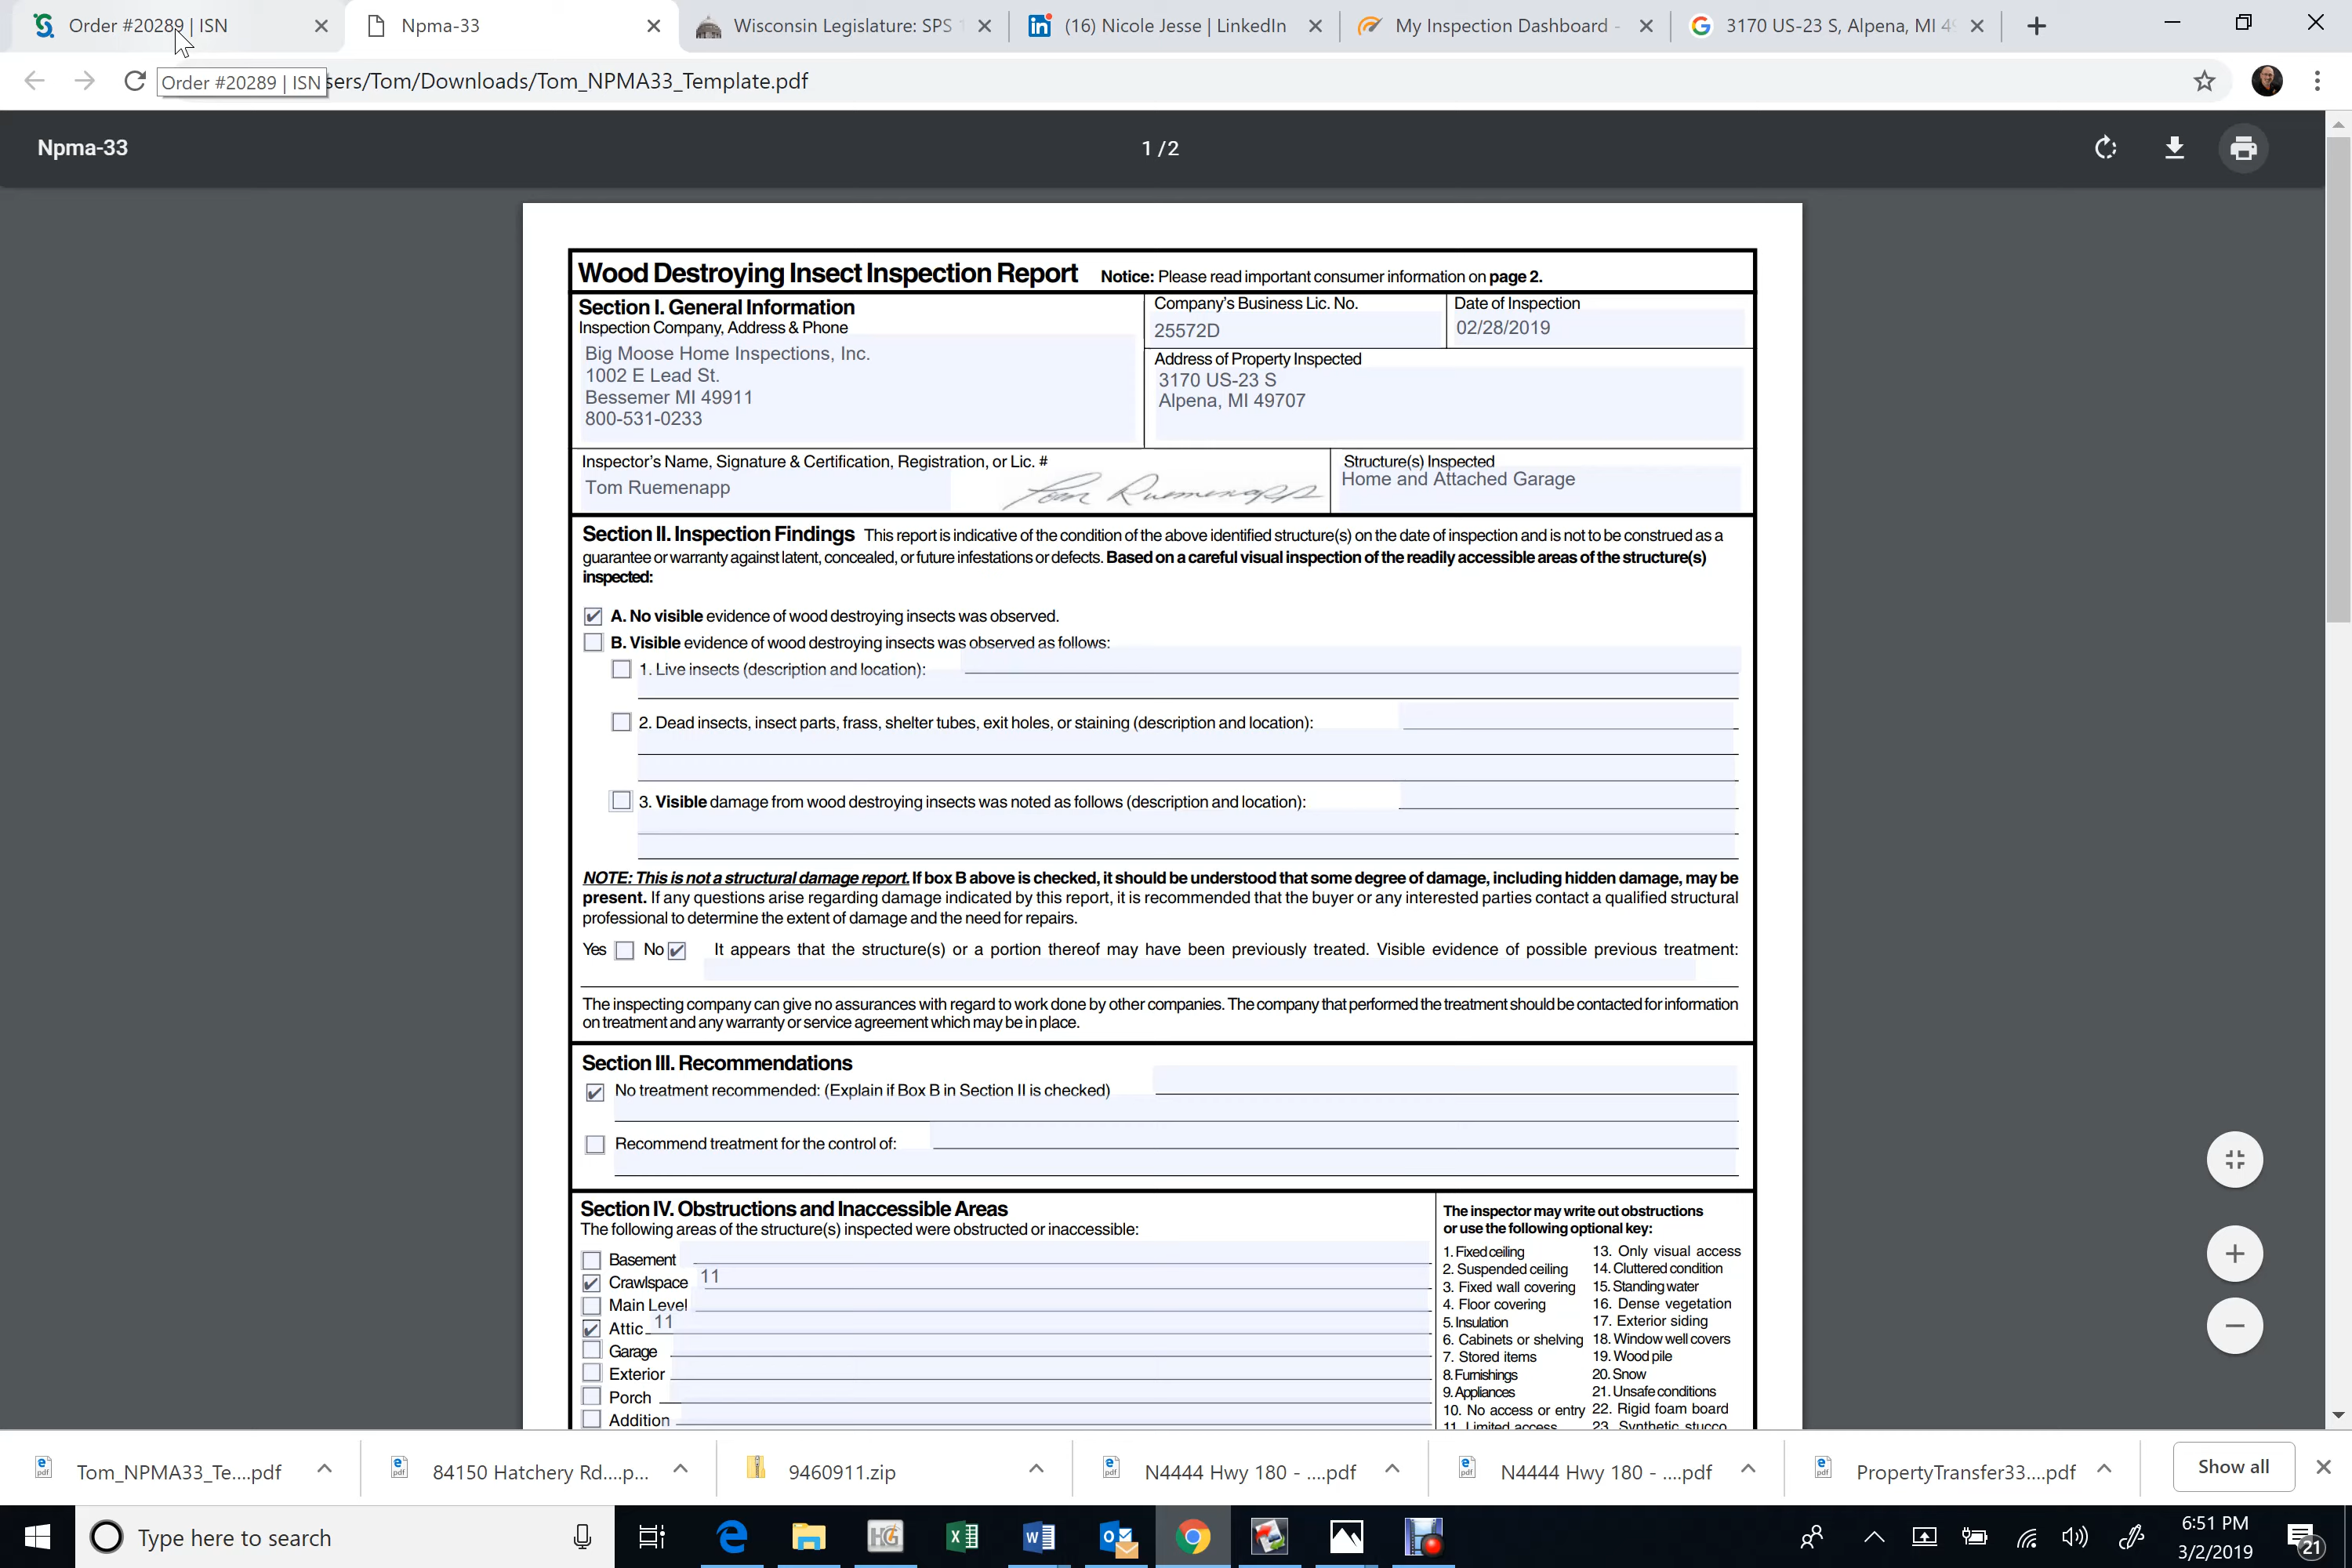 Order #20289 | ISN
Npma-33
Wisconsin Legislature: SPS
(16) Nicole Jesse | LinkedIn
My Inspection Dashboard -
3170 US-23 S, Alpena, MI 49
Order #20289 | ISN
sers/Tom/Downloads/Tom_NPMA33_Template.pdf
Npma-33
1 / 2
Wood Destroying Insect Inspection Report Notice: Please read important consumer information on page 2.
Section I. General Information
Inspection Company, Address & Phone
Big Moose Home Inspections, Inc.
1002 E Lead St.
Bessemer MI 49911
800-531-0233
Company's Business Lic. No.
25572D
Date of Inspection
02/28/2019
Address of Property Inspected
3170 US-23 S
Alpena, MI 49707
Inspector's Name, Signature & Certification, Registration, or Lic. #
Tom Ruemenapp
Tom Ruemenapp
Structure(s) Inspected
Home and Attached Garage
Section II. Inspection Findings This report is indicative of the condition of the above identified structure(s) on the date of inspection and is not to be construed as a
guarantee or warranty against latent, concealed, or future infestations or defects. Based on a careful visual inspection of the readily accessible areas of the structure(s)
inspected:
A. No visible evidence of wood destroying insects was observed.
B. Visible evidence of wood destroying insects was observed as follows:
1. Live insects (description and location):
2. Dead insects, insect parts, frass, shelter tubes, exit holes, or staining (description and location):
3. Visible damage from wood destroying insects was noted as follows (description and location):
NOTE: This is not a structural damage report. If box B above is checked, it should be understood that some degree of damage, including hidden damage, may be
present. If any questions arise regarding damage indicated by this report, it is recommended that the buyer or any interested parties contact a qualified structural
professional to determine the extent of damage and the need for repairs.
Yes No It appears that the structure(s) or a portion thereof may have been previously treated. Visible evidence of possible previous treatment:
The inspecting company can give no assurances with regard to work done by other companies. The company that performed the treatment should be contacted for information
on treatment and any warranty or service agreement which may be in place.
Section III. Recommendations
No treatment recommended: (Explain if Box B in Section II is checked)
Recommend treatment for the control of:
Section IV. Obstructions and Inaccessible Areas
The following areas of the structure(s) inspected were obstructed or inaccessible:
Basement
Crawlspace 11
Main Level
Attic 11
Garage
Exterior
Porch
Addition
The inspector may write out obstructions
or use the following optional key:
1. Fixed ceiling 13. Only visual access
2. Suspended ceiling 14. Cluttered condition
3. Fixed wall covering 15. Standing water
4. Floor covering 16. Dense vegetation
5. Insulation 17. Exterior siding
6. Cabinets or shelving 18. Window well covers
7. Stored items 19. Wood pile
8. Furnishings 20. Snow
9. Appliances 21. Unsafe conditions
10. No access or entry 22. Rigid foam board
11. Limited access 23. Synthetic stucco
Tom_NPMA33_Te....pdf
84150 Hatchery Rd....p...
9460911.zip
N4444 Hwy 180 - ....pdf
N4444 Hwy 180 - ....pdf
PropertyTransfer33....pdf
Show all
Type here to search
6:51 PM
3/2/2019
21